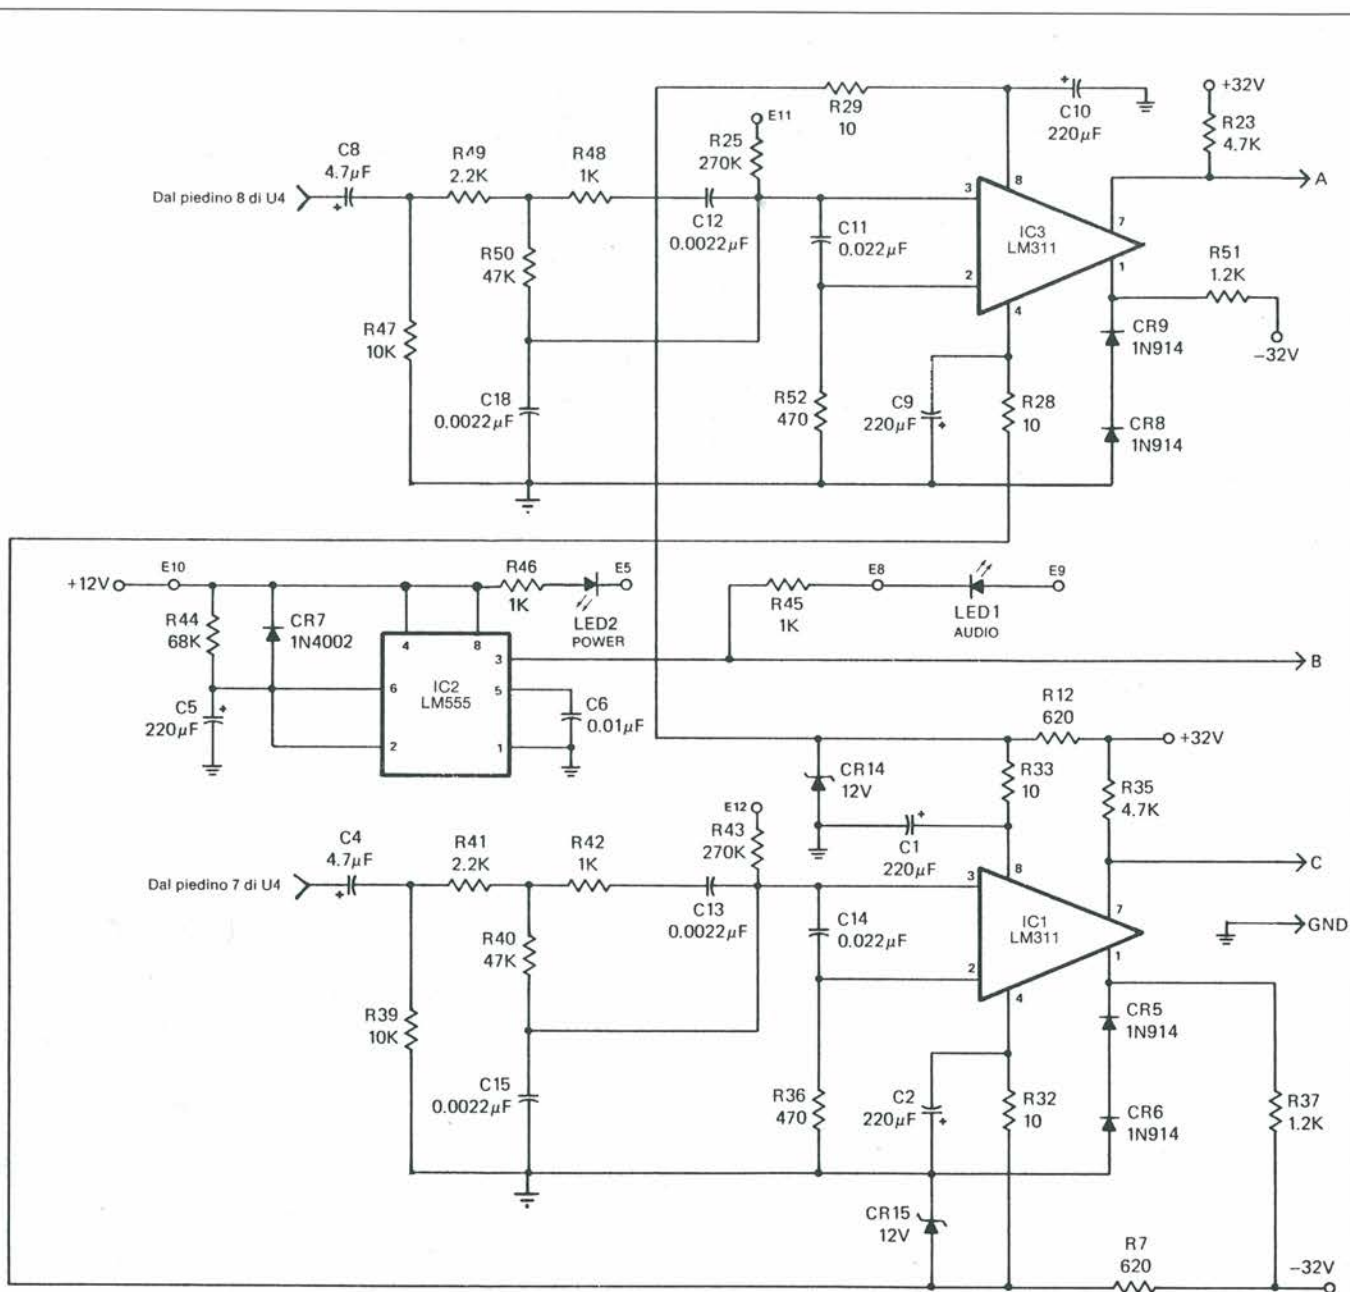 R29
10
C10
220μF
+
+32V
R23
4.7K
A
E11
R25
270K
C8
4.7μF
+
R49
2.2K
R48
1K
Dal piedino 8 di U4
C12
0.0022μF
3
8
IC3
LM311
7
C11
0.022μF
2
1
4
R51
1.2K
-32V
R50
47K
R47
10K
CR9
1N914
C18
0.0022μF
R52
470
C9
220μF
+
R28
10
CR8
1N914
+12V
E10
R46
1K
E5
LED2
POWER
R45
1K
E8
LED1
AUDIO
E9
R44
68K
CR7
1N4002
4
8
3
B
6
IC2
LM555
5
C5
220μF
+
C6
0.01μF
2
1
R12
620
+32V
CR14
12V
R33
10
R35
4.7K
E12
R43
270K
C1
220μF
+
C4
4.7μF
+
R41
2.2K
R42
1K
C
Dal piedino 7 di U4
C13
0.0022μF
3
8
IC1
LM311
7
GND
C14
0.022μF
2
1
4
R40
47K
R39
10K
CR5
1N914
C15
0.0022μF
R36
470
C2
220μF
+
R32
10
CR6
1N914
R37
1.2K
CR15
12V
R7
620
-32V